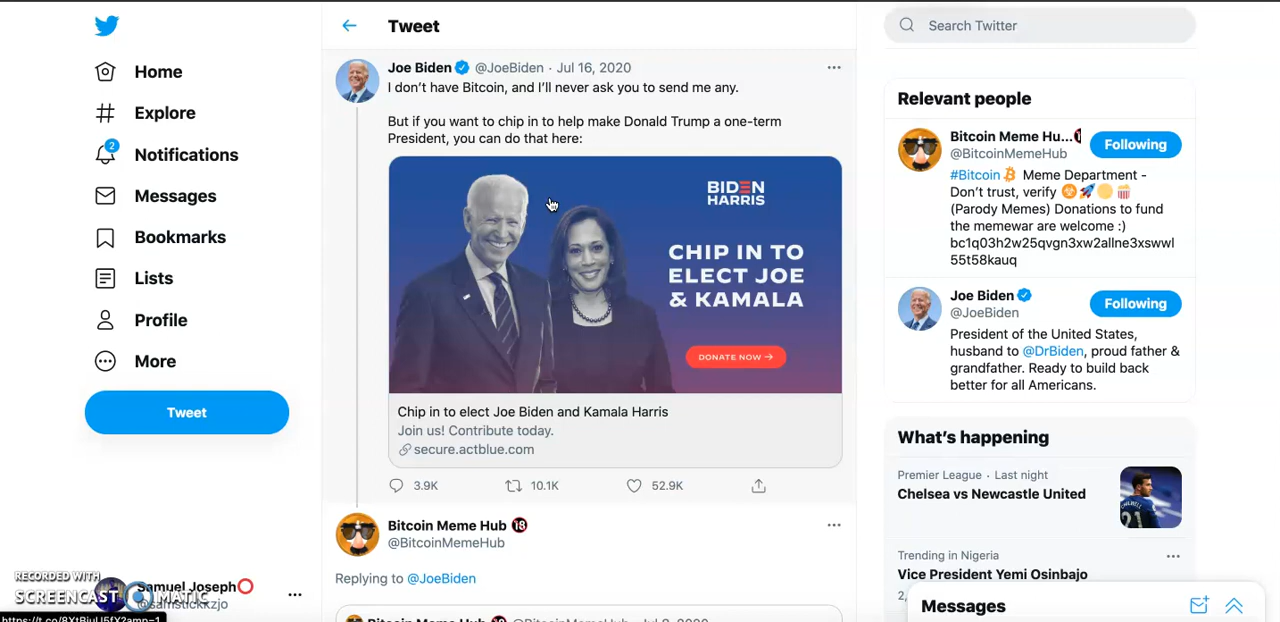 Home
Explore
2
Notifications
Messages
Bookmarks
Lists
Profile
More
Tweet
RECORDED WITH
SCREENCAST MATIC
Samuel Joseph
@samstickkzjo
Tweet
Joe Biden @JoeBiden · Jul 16, 2020
I don't have Bitcoin, and I'll never ask you to send me any.
But if you want to chip in to help make Donald Trump a one-term
President, you can do that here:
BIDEN
HARRIS
CHIP IN TO
ELECT JOE
& KAMALA
DONATE NOW →
Chip in to elect Joe Biden and Kamala Harris
Join us! Contribute today.
secure.actblue.com
3.9K 10.1K 52.9K
Bitcoin Meme Hub 🔞
@BitcoinMemeHub
Replying to @JoeBiden
Bitcoin Meme Hub 🔞 @BitcoinMemeHub
Search Twitter
Relevant people
Bitcoin Meme Hu...
@BitcoinMemeHub
Following
#Bitcoin Meme Department -
Don't trust, verify
(Parody Memes) Donations to fund
the memewar are welcome :)
bc1q03h2w25qvgn3xw2allne3xswwl
55t58kauq
Joe Biden
@JoeBiden
Following
President of the United States,
husband to @DrBiden, proud father &
grandfather. Ready to build back
better for all Americans.
What's happening
Premier League · Last night
Chelsea vs Newcastle United
Trending in Nigeria
Vice President Yemi Osinbajo
2,
Messages